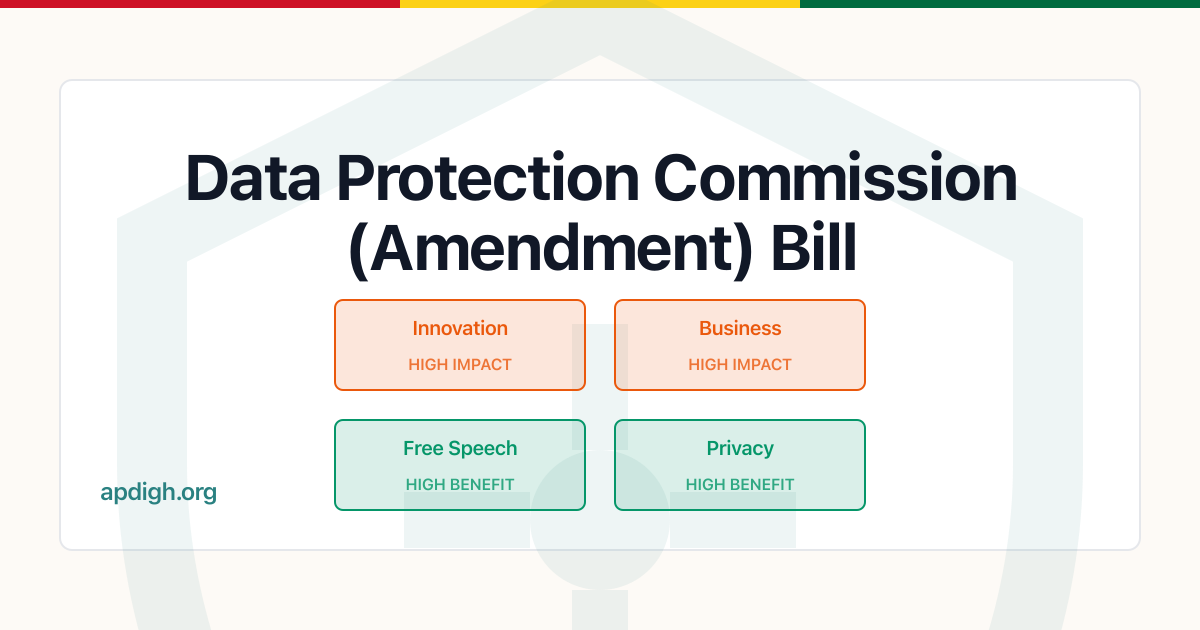 Data Protection Commission
(Amendment) Bill
Innovation
HIGH IMPACT
Business
HIGH IMPACT
Free Speech
HIGH BENEFIT
Privacy
HIGH BENEFIT
apdigh.org